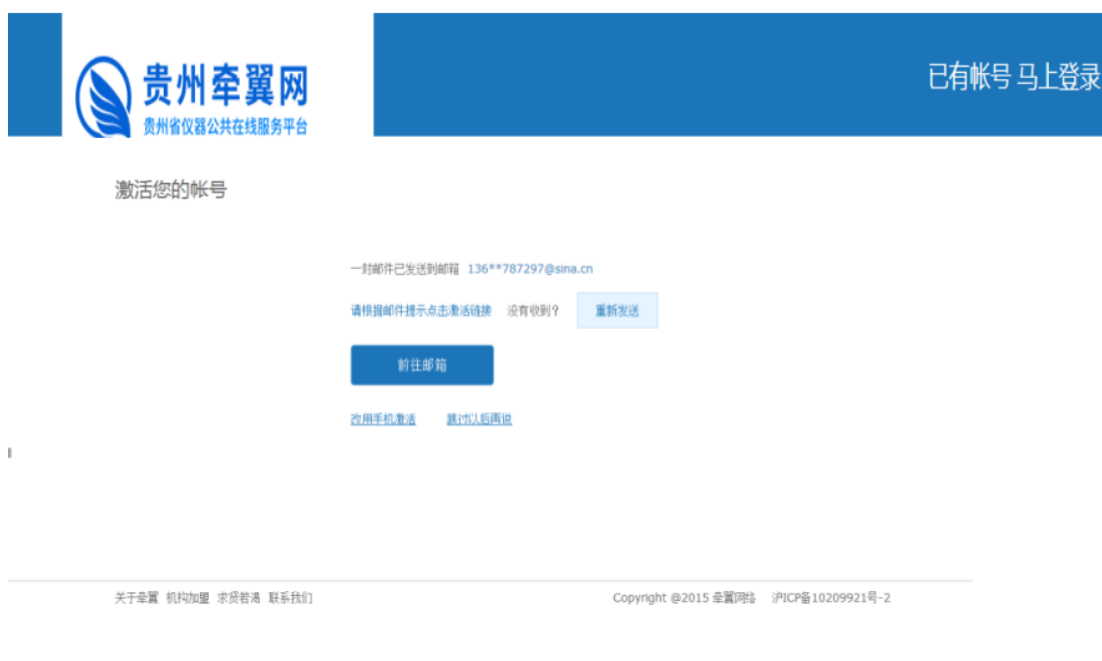 贵州牵翼网
贵州省仪器公共在线服务平台
已有帐号 马上登录
激活您的帐号
一封邮件已发送到邮箱 136**787297@sina.cn
请根据邮件提示点击激活链接 没有收到？ 重新发送
前往邮箱
改用手机激活 跳过以后再说
关于牵翼 机构加盟 求贤若渴 联系我们 Copyright @2015 牵翼网络 沪ICP备10209921号-2